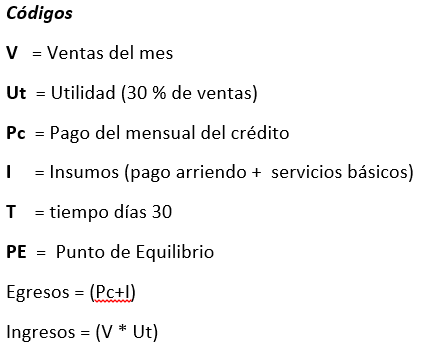 Códigos
V = Ventas del mes
Ut = Utilidad (30 % de ventas)
Pc = Pago del mensual del crédito
I = Insumos (pago arriendo + servicios básicos)
T = tiempo días 30
PE = Punto de Equilibrio
Egresos = (Pc+I)
Ingresos = (V * Ut)